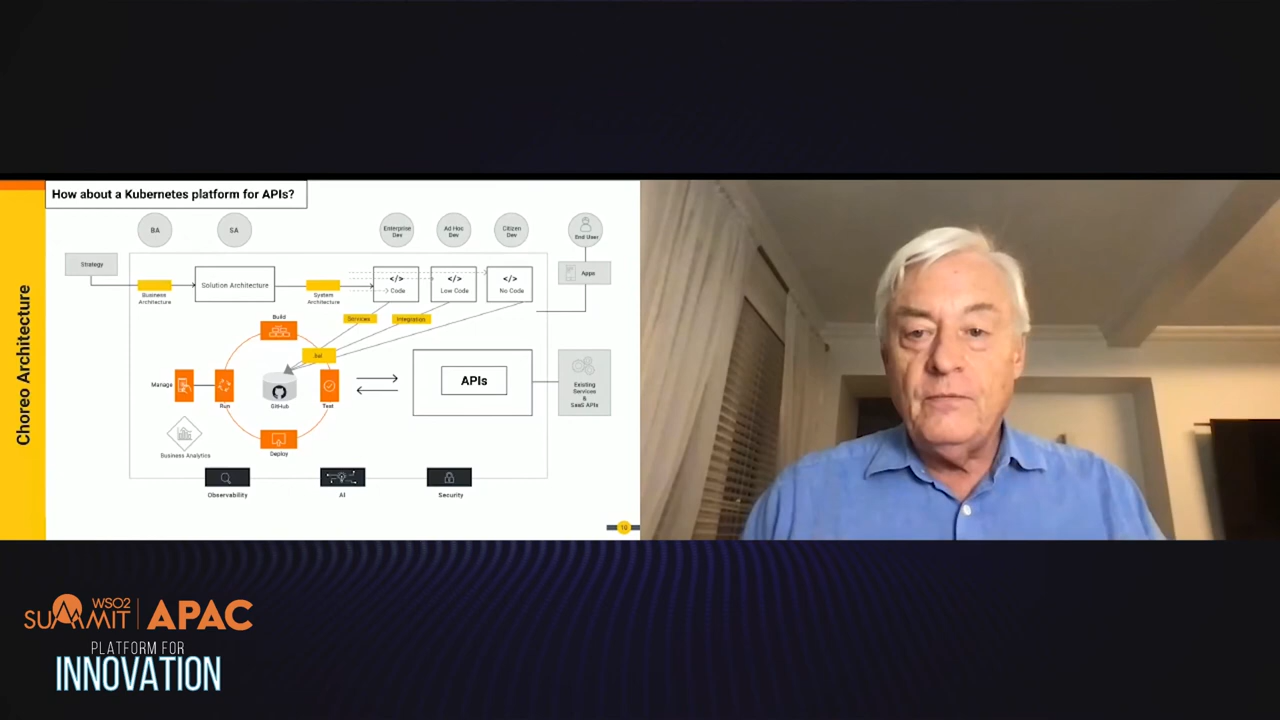 How about a Kubernetes platform for APIs?
Choreo Architecture
BA
SA
Enterprise
Dev
Ad-Hoc
Dev
Citizen
Dev
End User
Strategy
Business
Architecture
Solution Architecture
System
Architecture
</>
Code
</>
Low Code
</>
No Code
Apps
Services
Integration
Build
.bal
Manage
Run
GitHub
Test
Deploy
APIs
Existing
Services
&
SaaS APIs
Business Analytics
Observability
AI
Security
16
WSO2
SUMMIT
APAC
PLATFORM FOR
INNOVATION